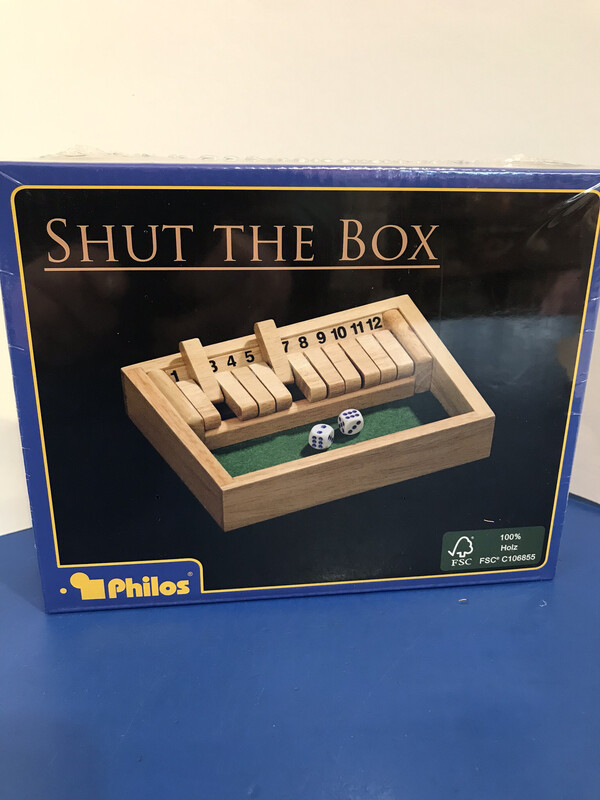 SHUT THE BOX
1 3 4 5 7 8 9 10 11 12
100%
Holz
FSC
FSC® C106855
Philos®